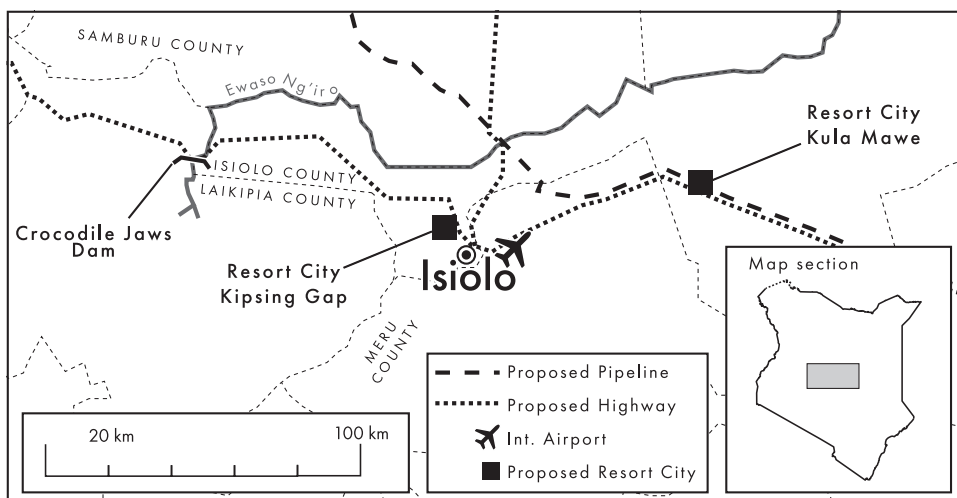 SAMBURU COUNTY
Ewaso Ng'iro
Resort City
Kula Mawe
ISIOLO COUNTY
LAIKIPIA COUNTY
Crocodile Jaws
Dam
Resort City
Kipsing Gap
Isiolo
MERU
COUNTY
Map section
Proposed Pipeline
Proposed Highway
Int. Airport
Proposed Resort City
20 km
100 km